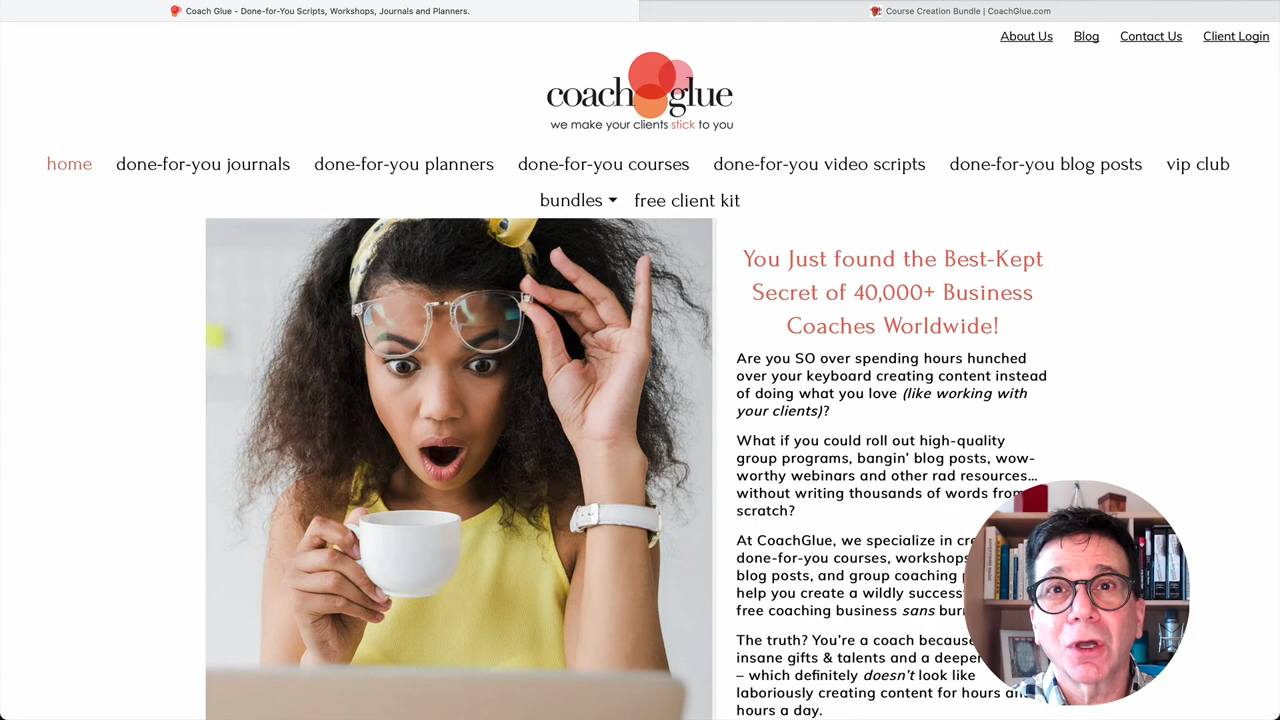 Coach Glue - Done-for-You Scripts, Workshops, Journals and Planners.
Course Creation Bundle | CoachGlue.com
About Us Blog Contact Us Client Login
coach glue
we make your clients stick to you
home done-for-you journals done-for-you planners done-for-you courses done-for-you video scripts done-for-you blog posts vip club
bundles free client kit
You Just found the Best-Kept
Secret of 40,000+ Business
Coaches Worldwide!
Are you SO over spending hours hunched
over your keyboard creating content instead
of doing what you love (like working with
your clients)?
What if you could roll out high-quality
group programs, bangin' blog posts, wow-
worthy webinars and other rad resources...
without writing thousands of words from
scratch?
At CoachGlue, we specialize in
done-for-you courses, workshops
blog posts, and group coaching
help you create a wildly
free coaching business sans
The truth? You're a coach because
insane gifts & talents and a deeper
– which definitely doesn't look like
laboriously creating content for hours
hours a day.